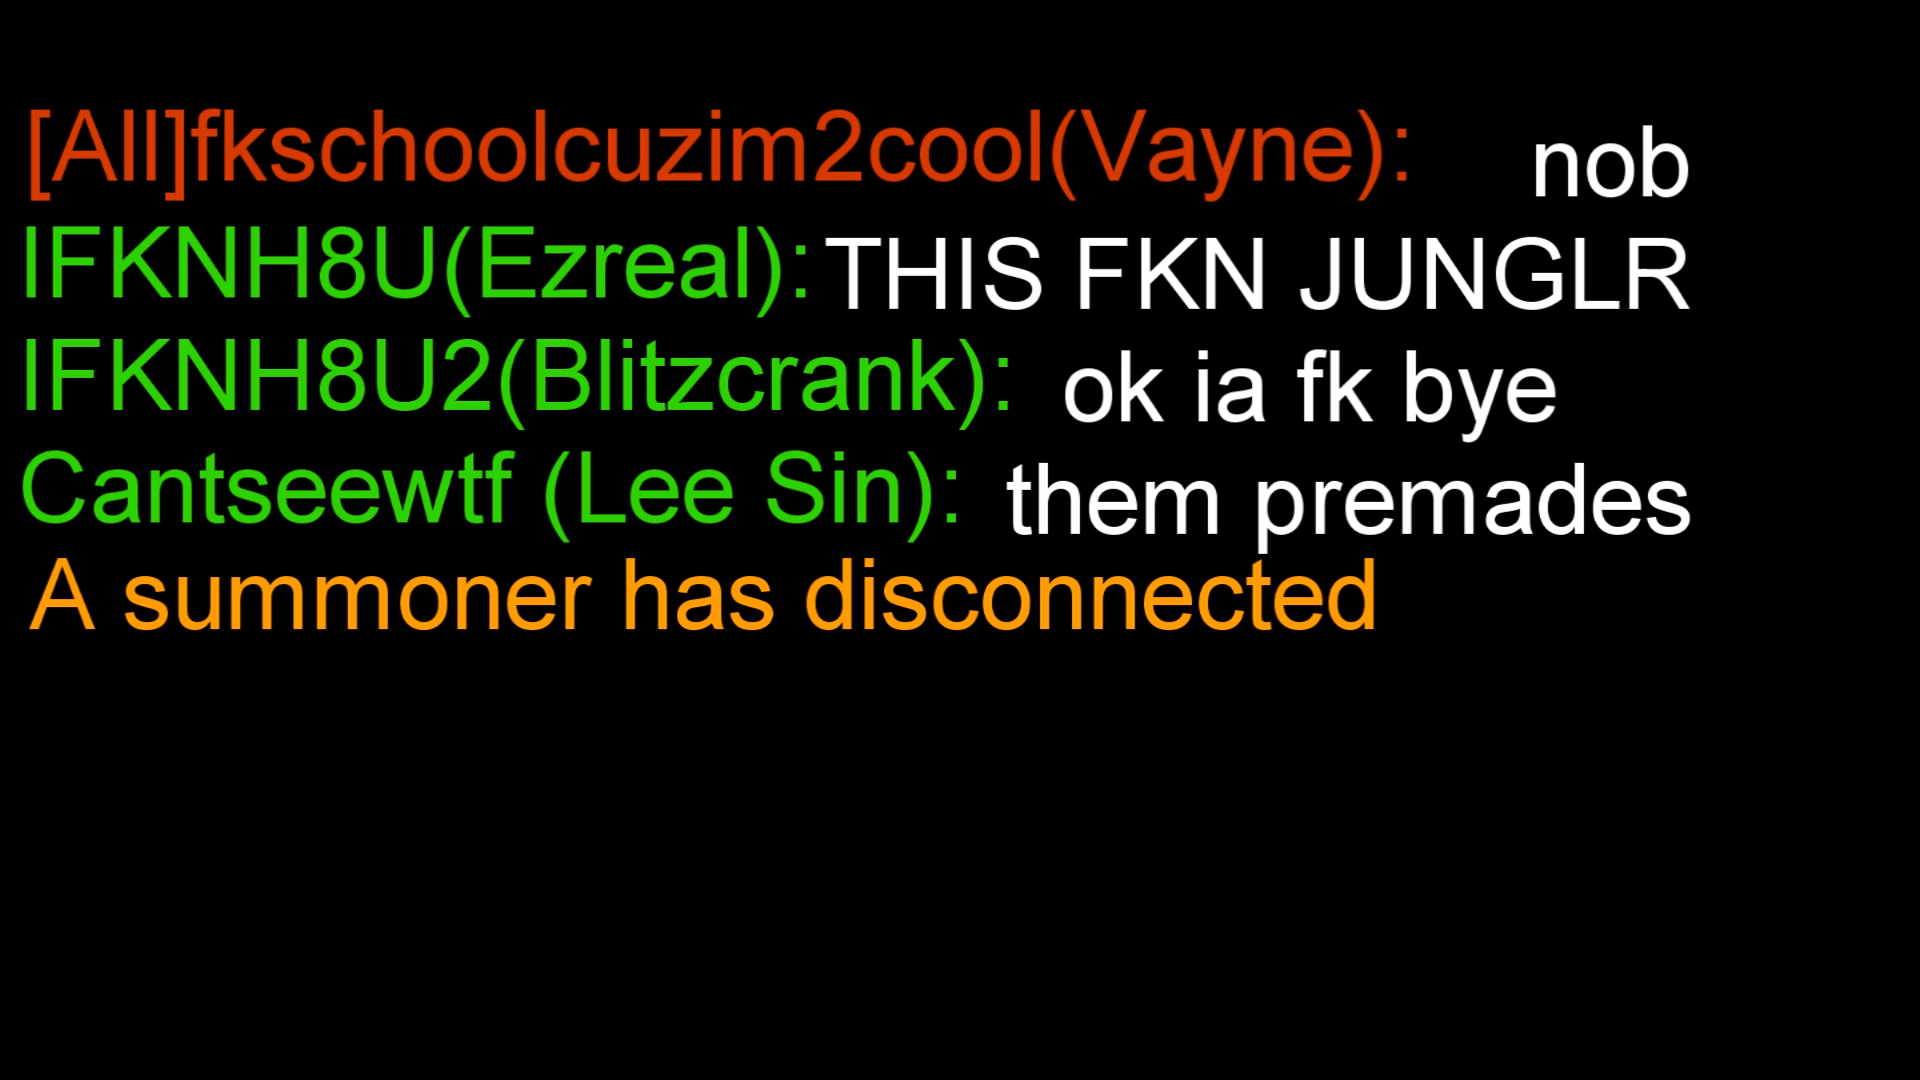 [All]fkschoolcuzim2cool(Vayne): nob
IFKNH8U(Ezreal): THIS FKN JUNGLR
IFKNH8U2(Blitzcrank): ok ia fk bye
Cantseewtf (Lee Sin): them premades
A summoner has disconnected